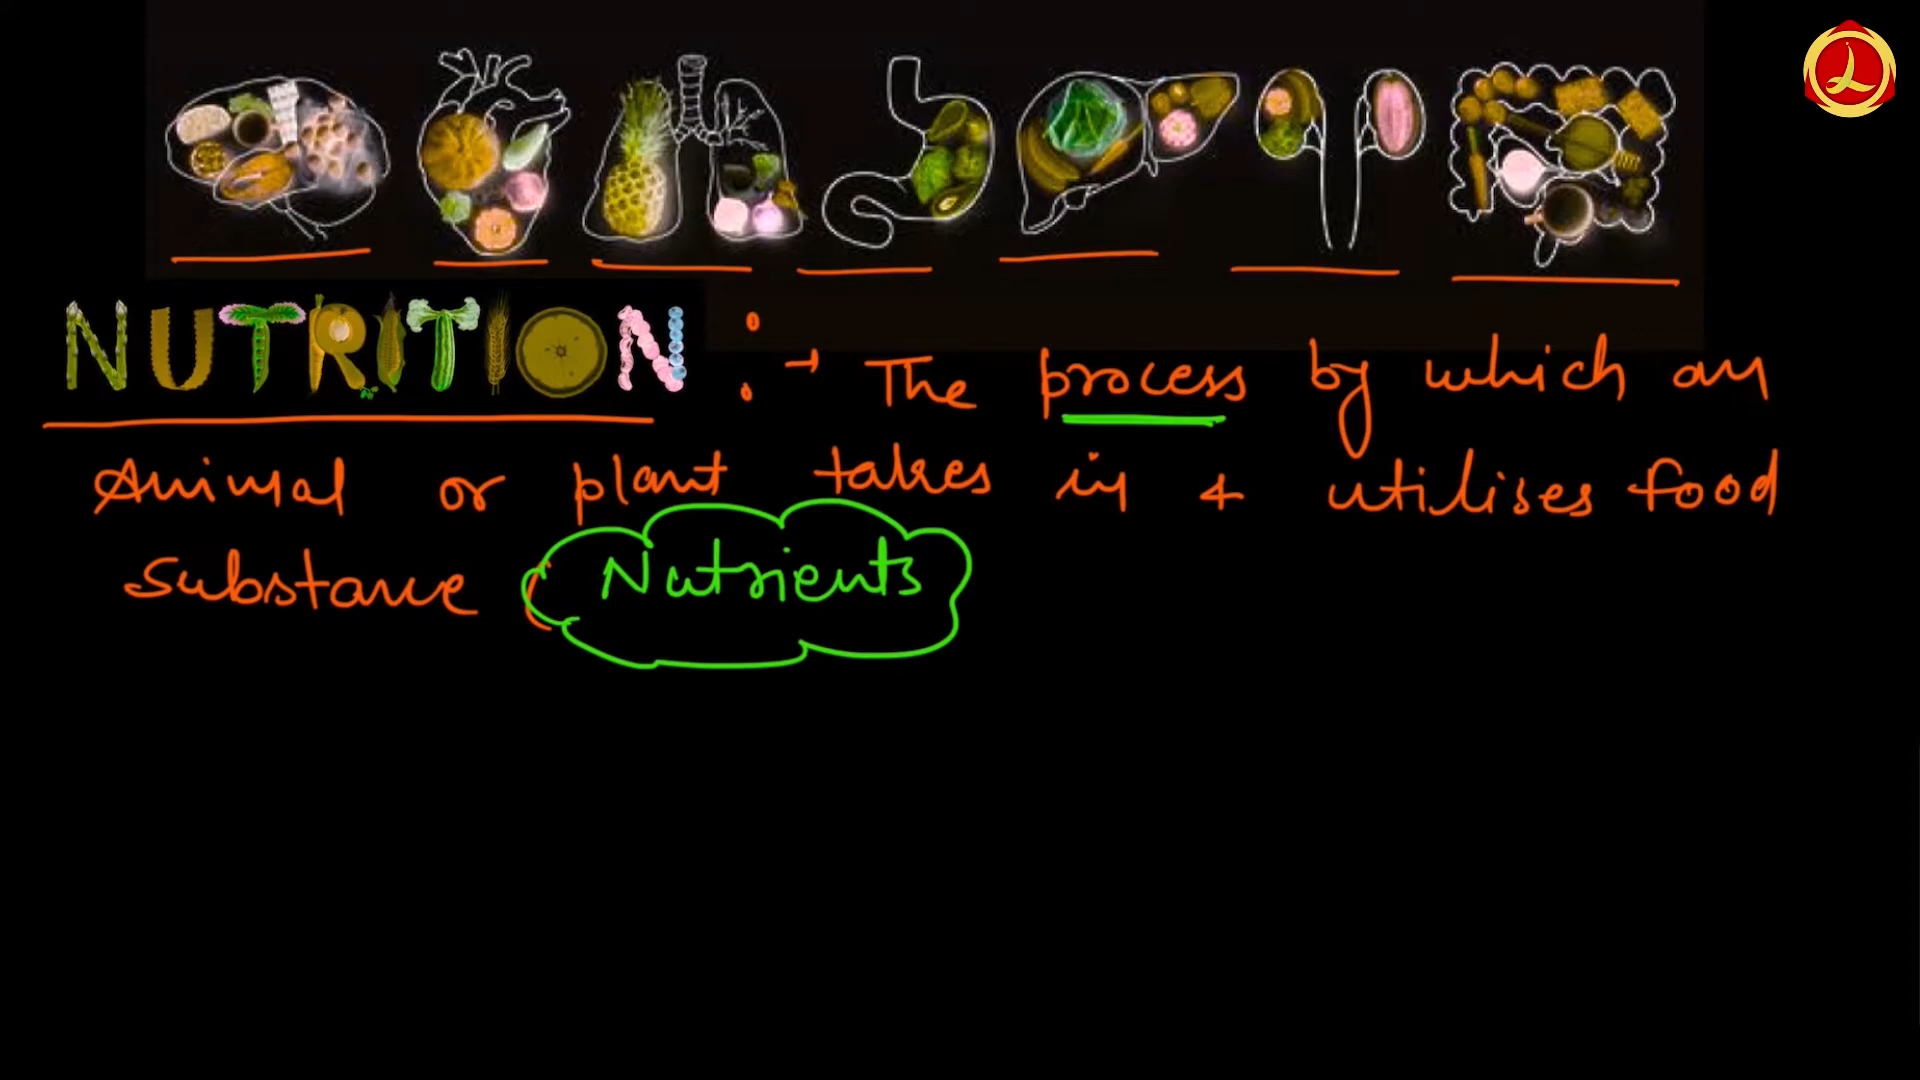 NUTRITION : → The process by which an
Animal or plant takes in & utilises food
Substance (Nutrients